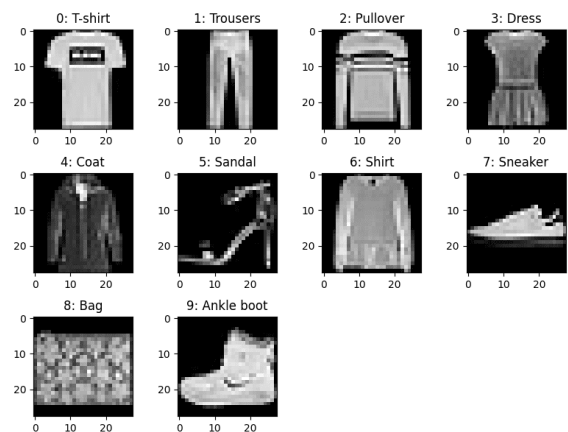 0: T-shirt
1: Trousers
2: Pullover
3: Dress
0
10
20
0 10 20
0
10
20
0 10 20
0
10
20
0 10 20
0
10
20
0 10 20
4: Coat
5: Sandal
6: Shirt
7: Sneaker
0
10
20
0 10 20
0
10
20
0 10 20
0
10
20
0 10 20
0
10
20
0 10 20
8: Bag
9: Ankle boot
0
10
20
0 10 20
0
10
20
0 10 20